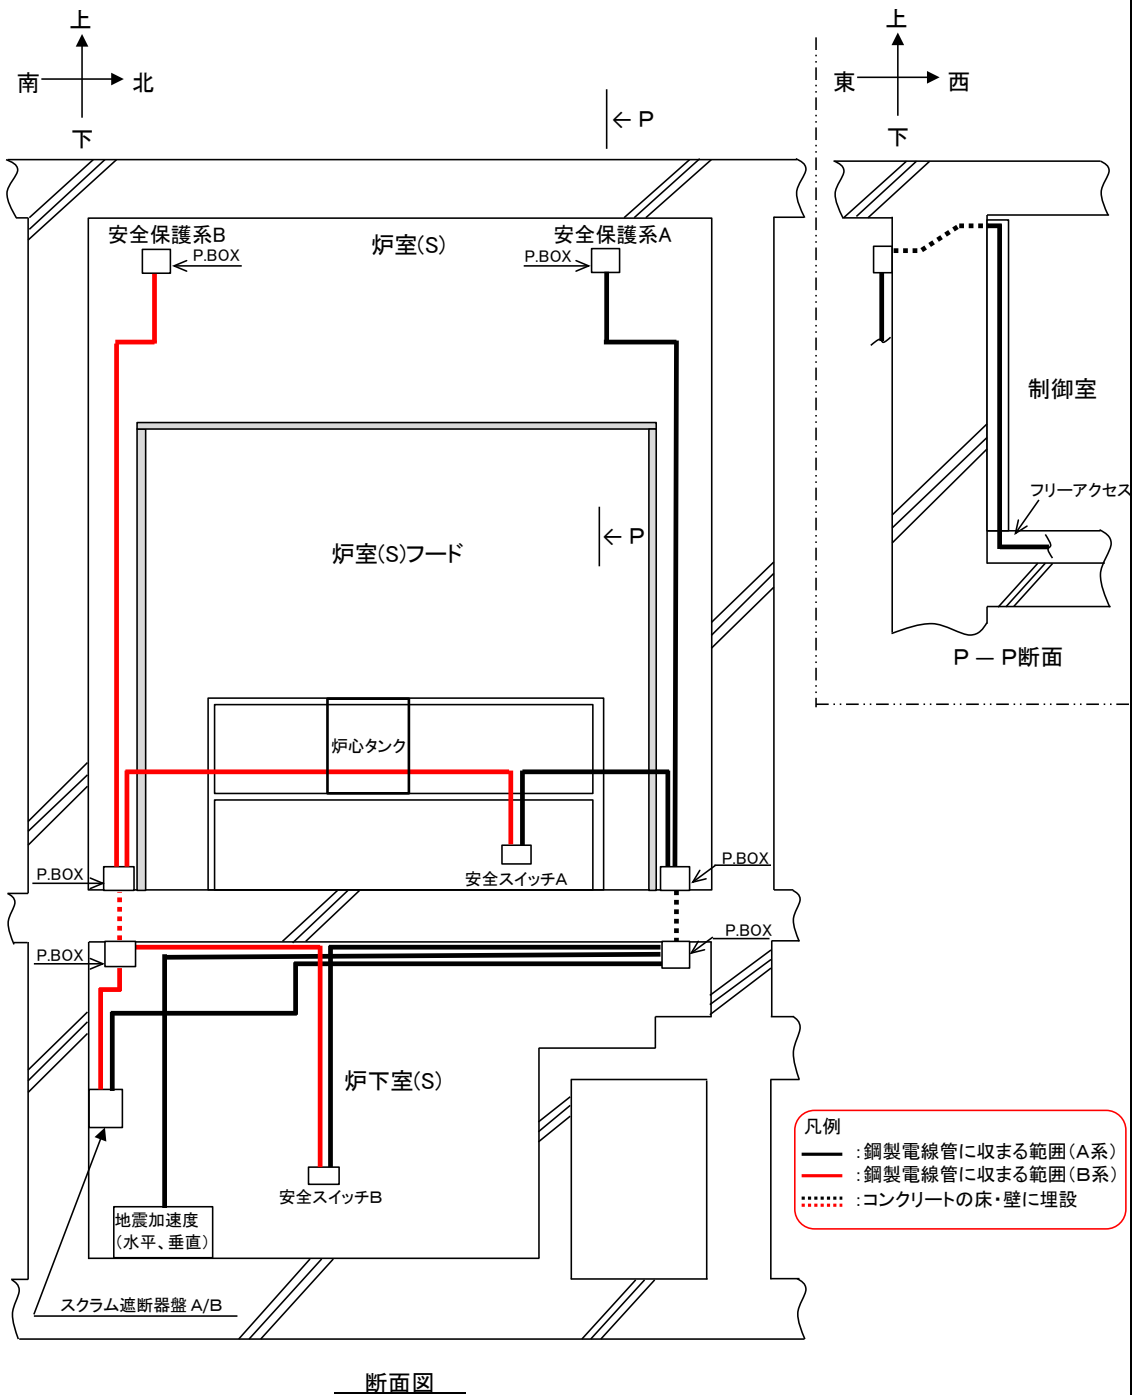 上
南
北
下
←P
上
東
西
下
安全保護系B
P.BOX
炉室(S)
安全保護系A
P.BOX
制御室
フリーアクセス
炉室(S)フード
←P
P － P断面
炉心タンク
P.BOX
安全スイッチA
P.BOX
P.BOX
P.BOX
炉下室(S)
安全スイッチB
地震加速度
(水平、垂直)
スクラム遮断器盤 A/B
凡例
:鋼製電線管に収まる範囲(A系)
:鋼製電線管に収まる範囲(B系)
:コンクリートの床・壁に埋設
断面図